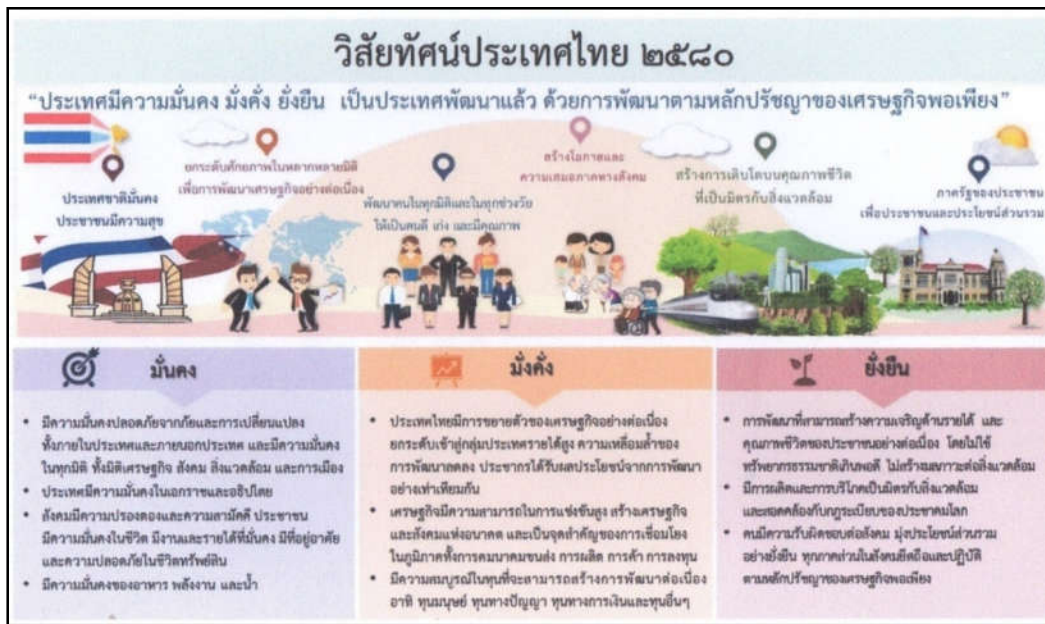 วิสัยทัศน์ประเทศไทย ๒๕๘๐
“ประเทศมีความมั่นคง มั่งคั่ง ยั่งยืน เป็นประเทศพัฒนาแล้ว ด้วยการพัฒนาตามหลักปรัชญาของเศรษฐกิจพอเพียง”
ประเทศชาติมั่นคง
ประชาชนมีความสุข
ยกระดับศักยภาพในหลากหลายมิติ
เพื่อการพัฒนาเศรษฐกิจอย่างต่อเนื่อง
พัฒนาคนในทุกมิติและในทุกช่วงวัย
ให้เป็นคนดี เก่ง และมีคุณภาพ
สร้างโอกาสและ
ความเสมอภาคทางสังคม
สร้างการเติบโตบนคุณภาพชีวิต
ที่เป็นมิตรกับสิ่งแวดล้อม
ภาครัฐของประชาชน
เพื่อประชาชนและประโยชน์ส่วนรวม
มั่นคง
• มีความมั่นคงปลอดภัยจากภัยและการเปลี่ยนแปลง
ทั้งภายในประเทศและภายนอกประเทศ และมีความมั่นคง
ในทุกมิติ ทั้งมิติเศรษฐกิจ สังคม สิ่งแวดล้อม และการเมือง
• ประเทศมีความมั่นคงในเอกราชและอธิปไตย
• สังคมมีความปรองดองและความสามัคคี ประชาชน
มีความมั่นคงในชีวิต มีงานและรายได้ที่มั่นคง มีที่อยู่อาศัย
และความปลอดภัยในชีวิตทรัพย์สิน
• มีความมั่นคงของอาหาร พลังงาน และน้ำ
มั่งคั่ง
• ประเทศไทยมีการขยายตัวของเศรษฐกิจอย่างต่อเนื่อง
ยกระดับเข้าสู่กลุ่มประเทศรายได้สูง ความเหลื่อมล้ำของ
การพัฒนาลดลง ประชากรได้รับผลประโยชน์จากการพัฒนา
อย่างเท่าเทียมกัน
• เศรษฐกิจมีความสามารถในการแข่งขันสูง สร้างเศรษฐกิจ
และสังคมแห่งอนาคต และเป็นจุดสำคัญของการเชื่อมโยง
ในภูมิภาคทั้งการคมนาคมขนส่ง การผลิต การค้า การลงทุน
• มีความสมบูรณ์ในทุนที่จะสามารถสร้างการพัฒนาต่อเนื่อง
อาทิ ทุนมนุษย์ ทุนทางปัญญา ทุนทางการเงินและทุนอื่นๆ
ยั่งยืน
• การพัฒนาที่สามารถสร้างความเจริญด้านรายได้ และ
คุณภาพชีวิตของประชาชนอย่างต่อเนื่อง โดยไม่ใช้
ทรัพยากรธรรมชาติเกินพอดี ไม่สร้างมลภาวะต่อสิ่งแวดล้อม
• มีการผลิตและการบริโภคเป็นมิตรกับสิ่งแวดล้อม
และสอดคล้องกับกฎระเบียบของประชาคมโลก
• คนมีความรับผิดชอบต่อสังคม มุ่งประโยชน์ส่วนรวม
อย่างยั่งยืน ทุกภาคส่วนในสังคมยึดถือและปฏิบัติ
ตามหลักปรัชญาของเศรษฐกิจพอเพียง